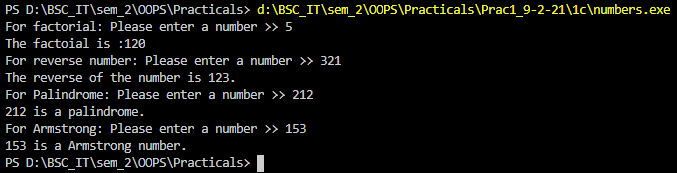 PS D:\BSC_IT\sem_2\OOPS\Practicals> d:\BSC_IT\sem_2\OOPS\Practicals\Prac1_9-2-21\1c\numbers.exe
For factorial: Please enter a number >> 5
The factoial is :120
For reverse number: Please enter a number >> 321
The reverse of the number is 123.
For Palindrome: Please enter a number >> 212
212 is a palindrome.
For Armstrong: Please enter a number >> 153
153 is a Armstrong number.
PS D:\BSC_IT\sem_2\OOPS\Practicals>